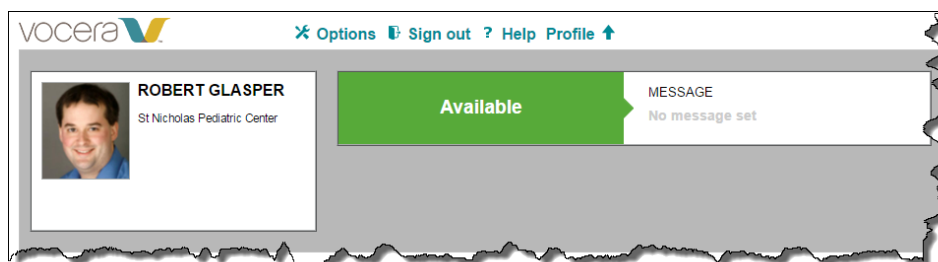 vocera
Options Sign out ? Help Profile
ROBERT GLASPER
St Nicholas Pediatric Center
Available
MESSAGE
No message set